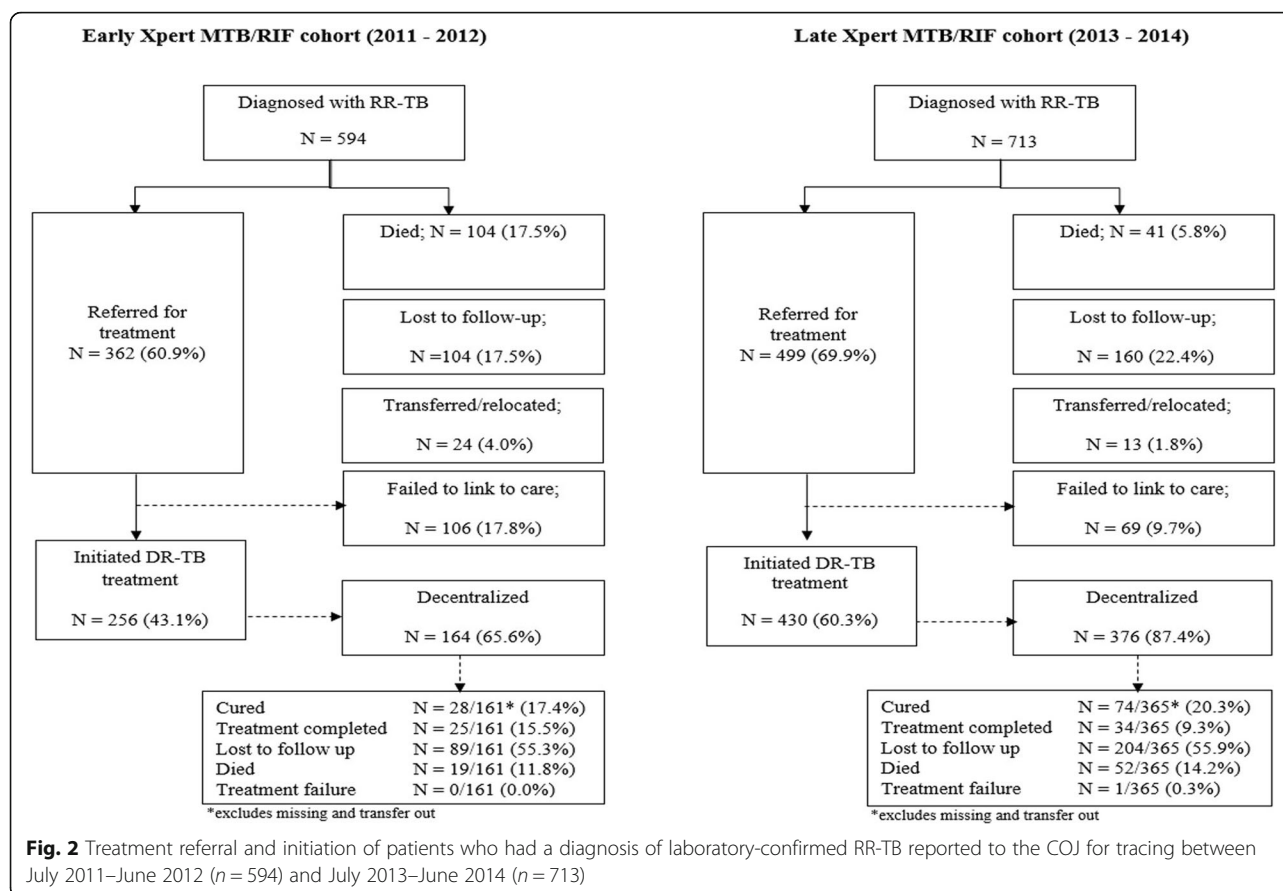 Early Xpert MTB/RIF cohort (2011 - 2012)
Diagnosed with RR-TB
N = 594
Referred for
treatment
N = 362 (60.9%)
Died; N = 104 (17.5%)
Lost to follow-up;
N =104 (17.5%)
Transferred/relocated;
N = 24 (4.0%)
Failed to link to care;
N = 106 (17.8%)
Initiated DR-TB
treatment
N = 256 (43.1%)
Decentralized
N = 164 (65.6%)
Cured N = 28/161* (17.4%)
Treatment completed N = 25/161 (15.5%)
Lost to follow up N = 89/161 (55.3%)
Died N = 19/161 (11.8%)
Treatment failure N = 0/161 (0.0%)
*excludes missing and transfer out
Late Xpert MTB/RIF cohort (2013 - 2014)
Diagnosed with RR-TB
N = 713
Referred for
treatment
N = 499 (69.9%)
Died; N = 41 (5.8%)
Lost to follow-up;
N = 160 (22.4%)
Transferred/relocated;
N = 13 (1.8%)
Failed to link to care;
N = 69 (9.7%)
Initiated DR-TB
treatment
N = 430 (60.3%)
Decentralized
N = 376 (87.4%)
Cured N = 74/365* (20.3%)
Treatment completed N = 34/365 (9.3%)
Lost to follow up N = 204/365 (55.9%)
Died N = 52/365 (14.2%)
Treatment failure N = 1/365 (0.3%)
*excludes missing and transfer out
Fig. 2 Treatment referral and initiation of patients who had a diagnosis of laboratory-confirmed RR-TB reported to the COJ for tracing between
July 2011–June 2012 (n = 594) and July 2013–June 2014 (n = 713)